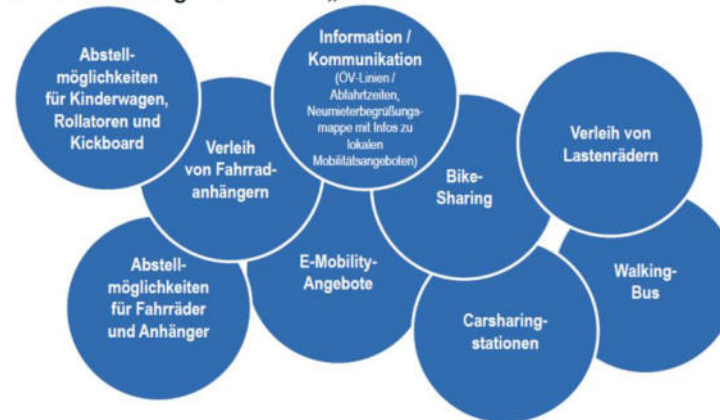 Abstell-
möglichkeiten
für Kinderwagen,
Rollatoren und
Kickboard
Information /
Kommunikation
(ÖV-Linien /
Abfahrtzeiten,
Neumieterbegrüßungs-
mappe mit Infos zu
lokalen
Mobilitätsangeboten)
Verleih
von Fahrrad-
anhängern
Bike-
Sharing
Verleih von
Lastenrädern
Abstell-
möglichkeiten
für Fahrräder
und Anhänger
E-Mobility-
Angebote
Carsharing-
stationen
Walking-
Bus